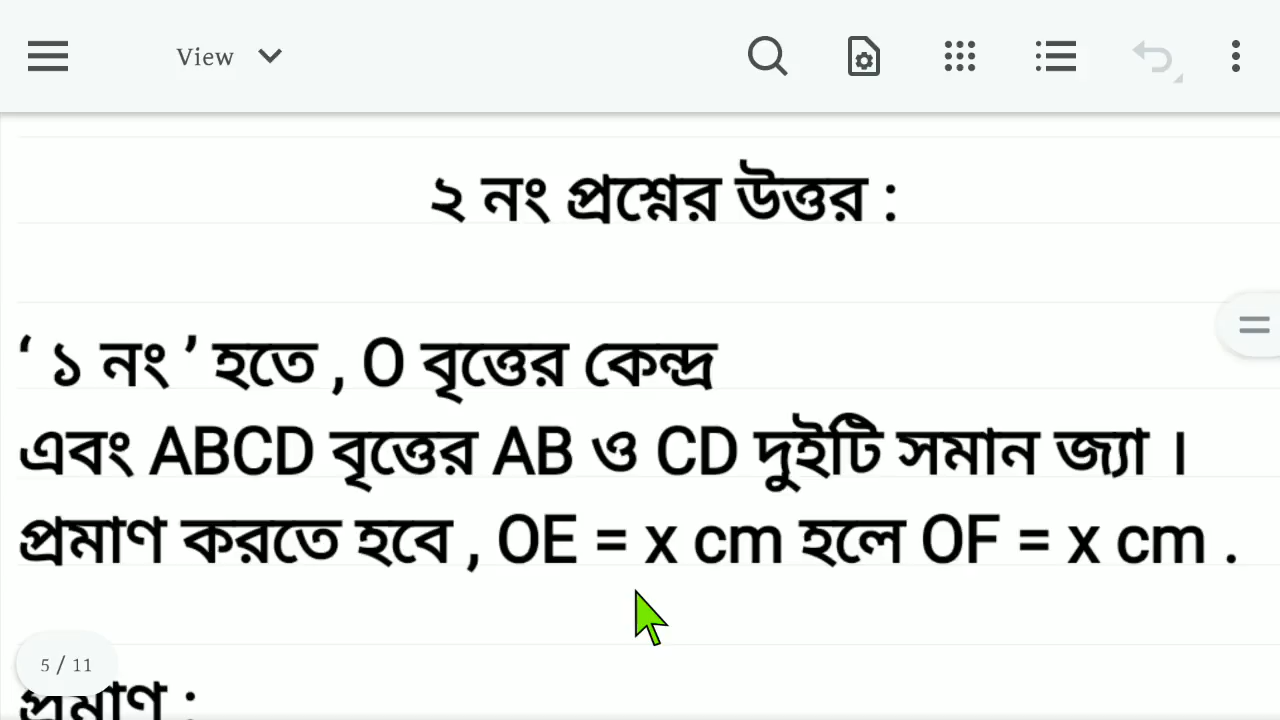 View
২ নং প্রশ্নের উত্তর :
‘ ১ নং ’ হতে , O বৃত্তের কেন্দ্র
এবং ABCD বৃত্তের AB ও CD দুইটি সমান জ্যা ।
প্রমাণ করতে হবে , OE = x cm হলে OF = x cm .
5 / 11
প্রমাণ :